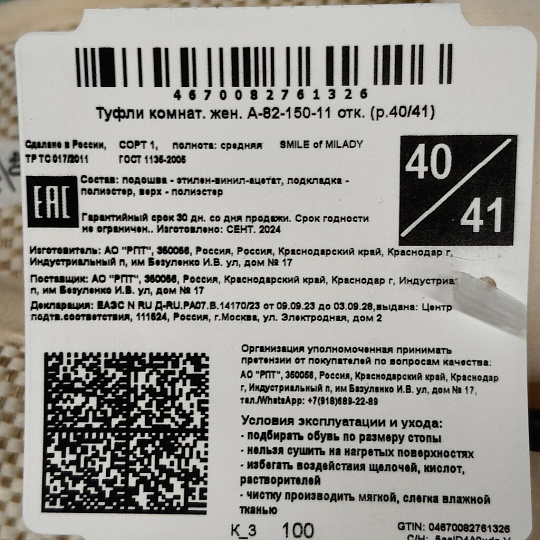 4670082761326
Туфли комнат. жен. А-82-150-11 отк. (р.40/41)
Сделано в России, СОРТ 1, полнота: средняя SMILE of MILADY
ТР ТС 017/2011 ГОСТ 1135-2005
40
41
EAC
Состав: подошва - этилен-винил-ацетат, подкладка -
полиэстер, верх - полиэстер
Гарантийный срок 30 дн. со дня продажи. Срок годности
не ограничен.. Изготовлено: СЕНТ. 2024
Изготовитель: АО "РПТ", 350056, Россия, Россия, Краснодарский край, Краснодар г,
Индустриальный п, им Безуленко И.В. ул, дом № 17
Поставщик: АО "РПТ", 350056, Россия, Краснодарский край, Краснодар г, Индустриа
п, им Безуленко И.В. ул, дом № 17
Декларация: ЕАЭС N RU Д-RU.РА07.В.14170/23 от 09.09.23 до 03.09.26,выдана: Центр
подтв.соответствия, 111524, Россия, г.Москва, ул. Электродная, дом 2
Организация уполномоченная принимать
претензии от покупателей по вопросам качества:
АО "РПТ", 350056, Россия, Краснодарский край, Краснодар
г, Индустриальный п, им Безуленко И.В. ул, дом № 17,
тел./WhatsApp: +7(918)689-22-89
Условия эксплуатации и ухода:
- подбирать обувь по размеру стопы
- нельзя сушить на нагретых поверхностях
- избегать воздействия щелочей, кислот,
растворителей
- чистку производить мягкой, слегка влажной
тканью
К_3 100
GTIN: 04670082761326
С/Н: